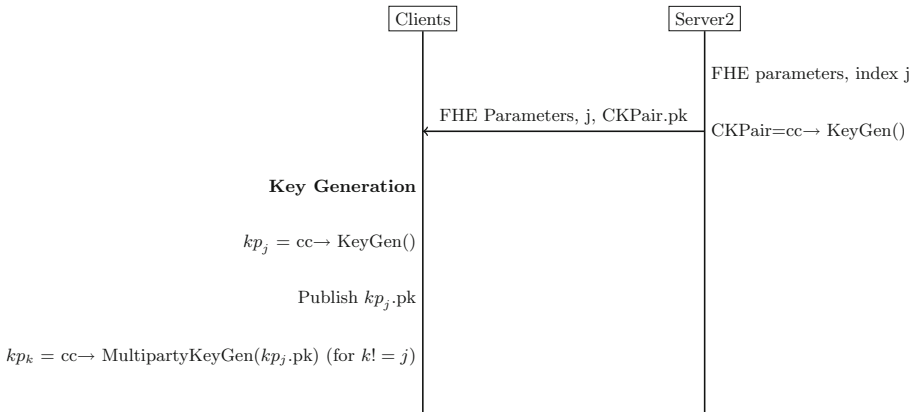 Clients
Server2
FHE parameters, index j
FHE Parameters, j, CKPair.pk
CKPair=cc→ KeyGen()
Key Generation
kp_j = cc→ KeyGen()
Publish kp_j.pk
kp_k = cc→ MultipartyKeyGen(kp_j.pk) (for k! = j)